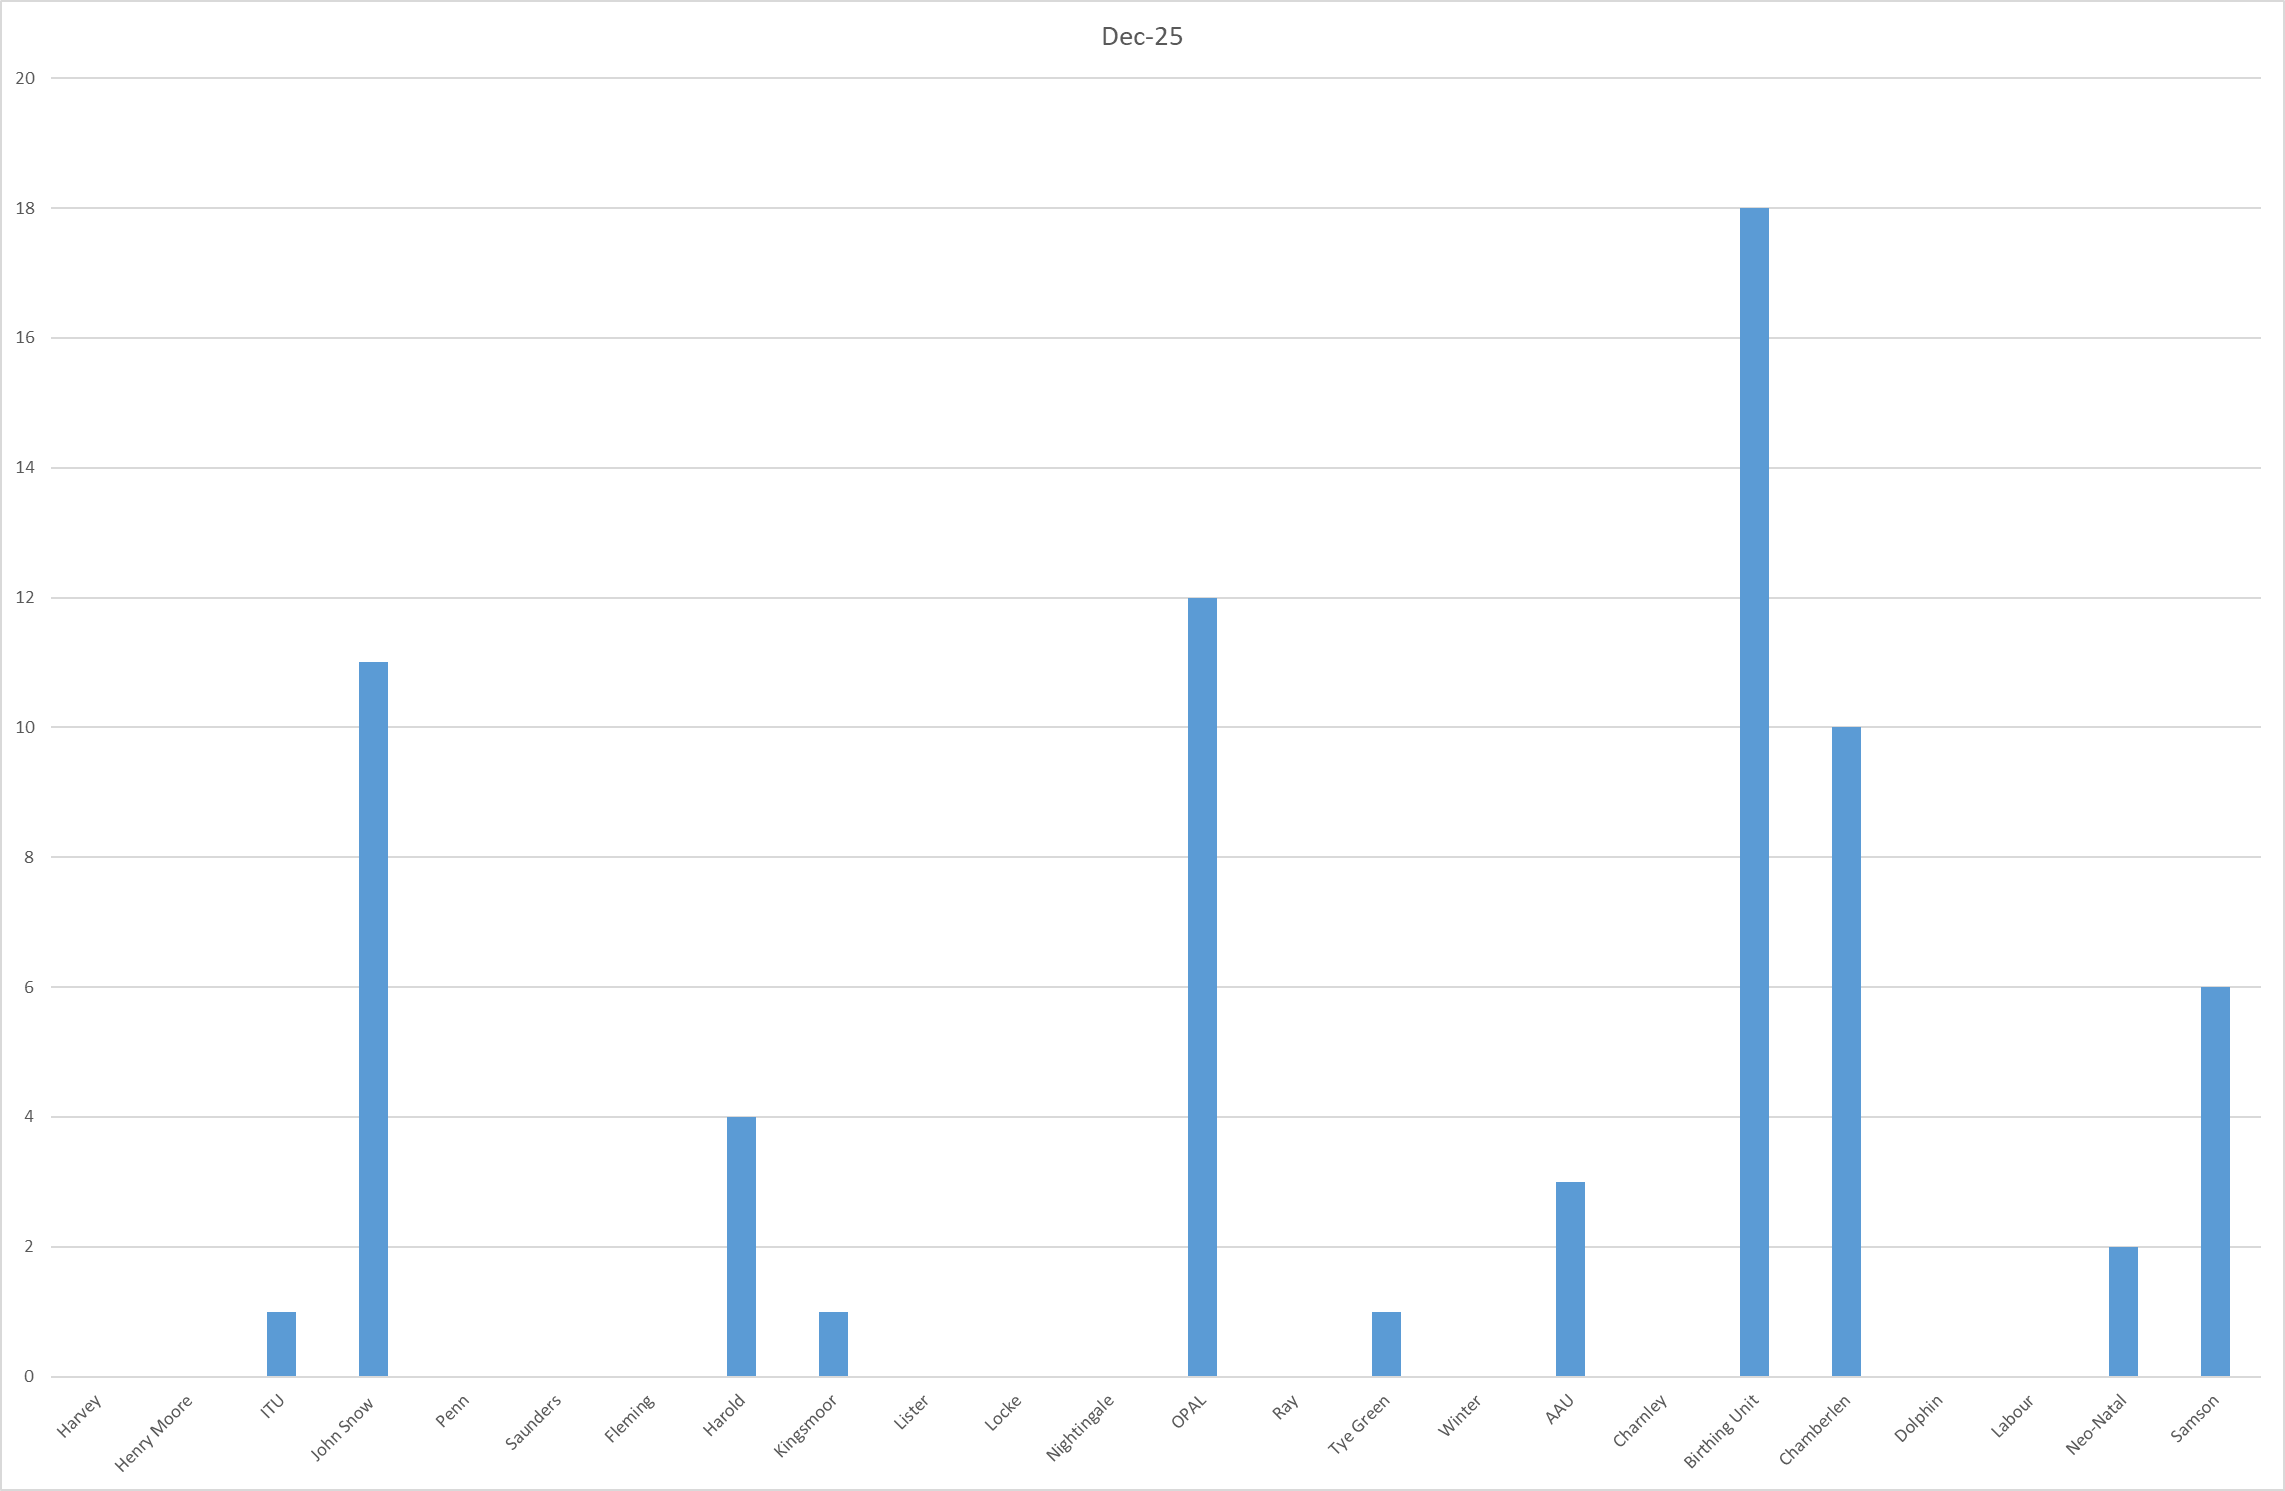 Dec-25
20
18
16
14
12
10
8
6
4
2
0
Harvey
Henry Moore
ITU
John Snow
Penn
Saunders
Fleming
Harold
Kingsmoor
Lister
Locke
Nightingale
OPAL
Ray
Tye Green
Winter
AAU
Charnley
Birthing Unit
Chamberlen
Dolphin
Labour
Neo-Natal
Samson